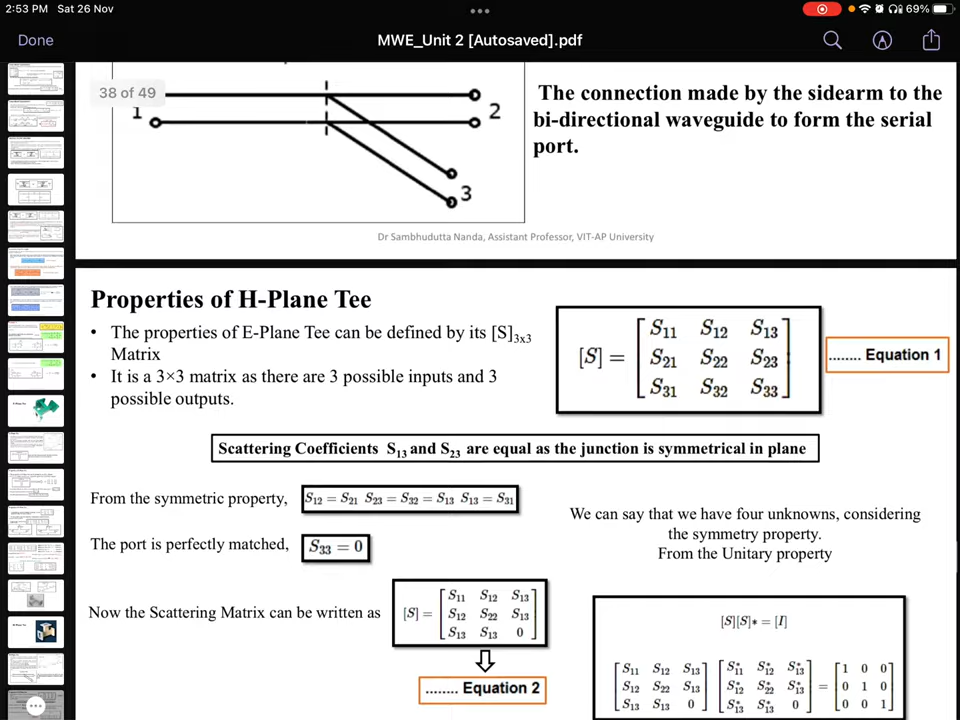 2:53 PM Sat 26 Nov
69%
Done
MWE_Unit 2 [Autosaved].pdf
38 of 49
1
2
3
The connection made by the sidearm to the
bi-directional waveguide to form the serial
port.
Dr Sambhudutta Nanda, Assistant Professor, VIT-AP University
Properties of H-Plane Tee
• The properties of E-Plane Tee can be defined by its [S]3x3
Matrix
• It is a 3×3 matrix as there are 3 possible inputs and 3
possible outputs.
[S] = [S11 S12 S13
S21 S22 S23
S31 S32 S33]
........ Equation 1
Scattering Coefficients S13 and S23 are equal as the junction is symmetrical in plane
From the symmetric property, S12 = S21 S23 = S32 = S13 S13 = S31
The port is perfectly matched, S33 = 0
Now the Scattering Matrix can be written as
[S] = [S11 S12 S13
S12 S22 S13
S13 S13 0]
........ Equation 2
We can say that we have four unknowns, considering
the symmetry property.
From the Unitary property
[S][S]* = [I]
[S11 S12 S13] [S11* S12* S13*] [1 0 0]
[S12 S22 S13] [S12* S22* S13*] = [0 1 0]
[S13 S13 0] [S13* S13* 0] [0 0 1]